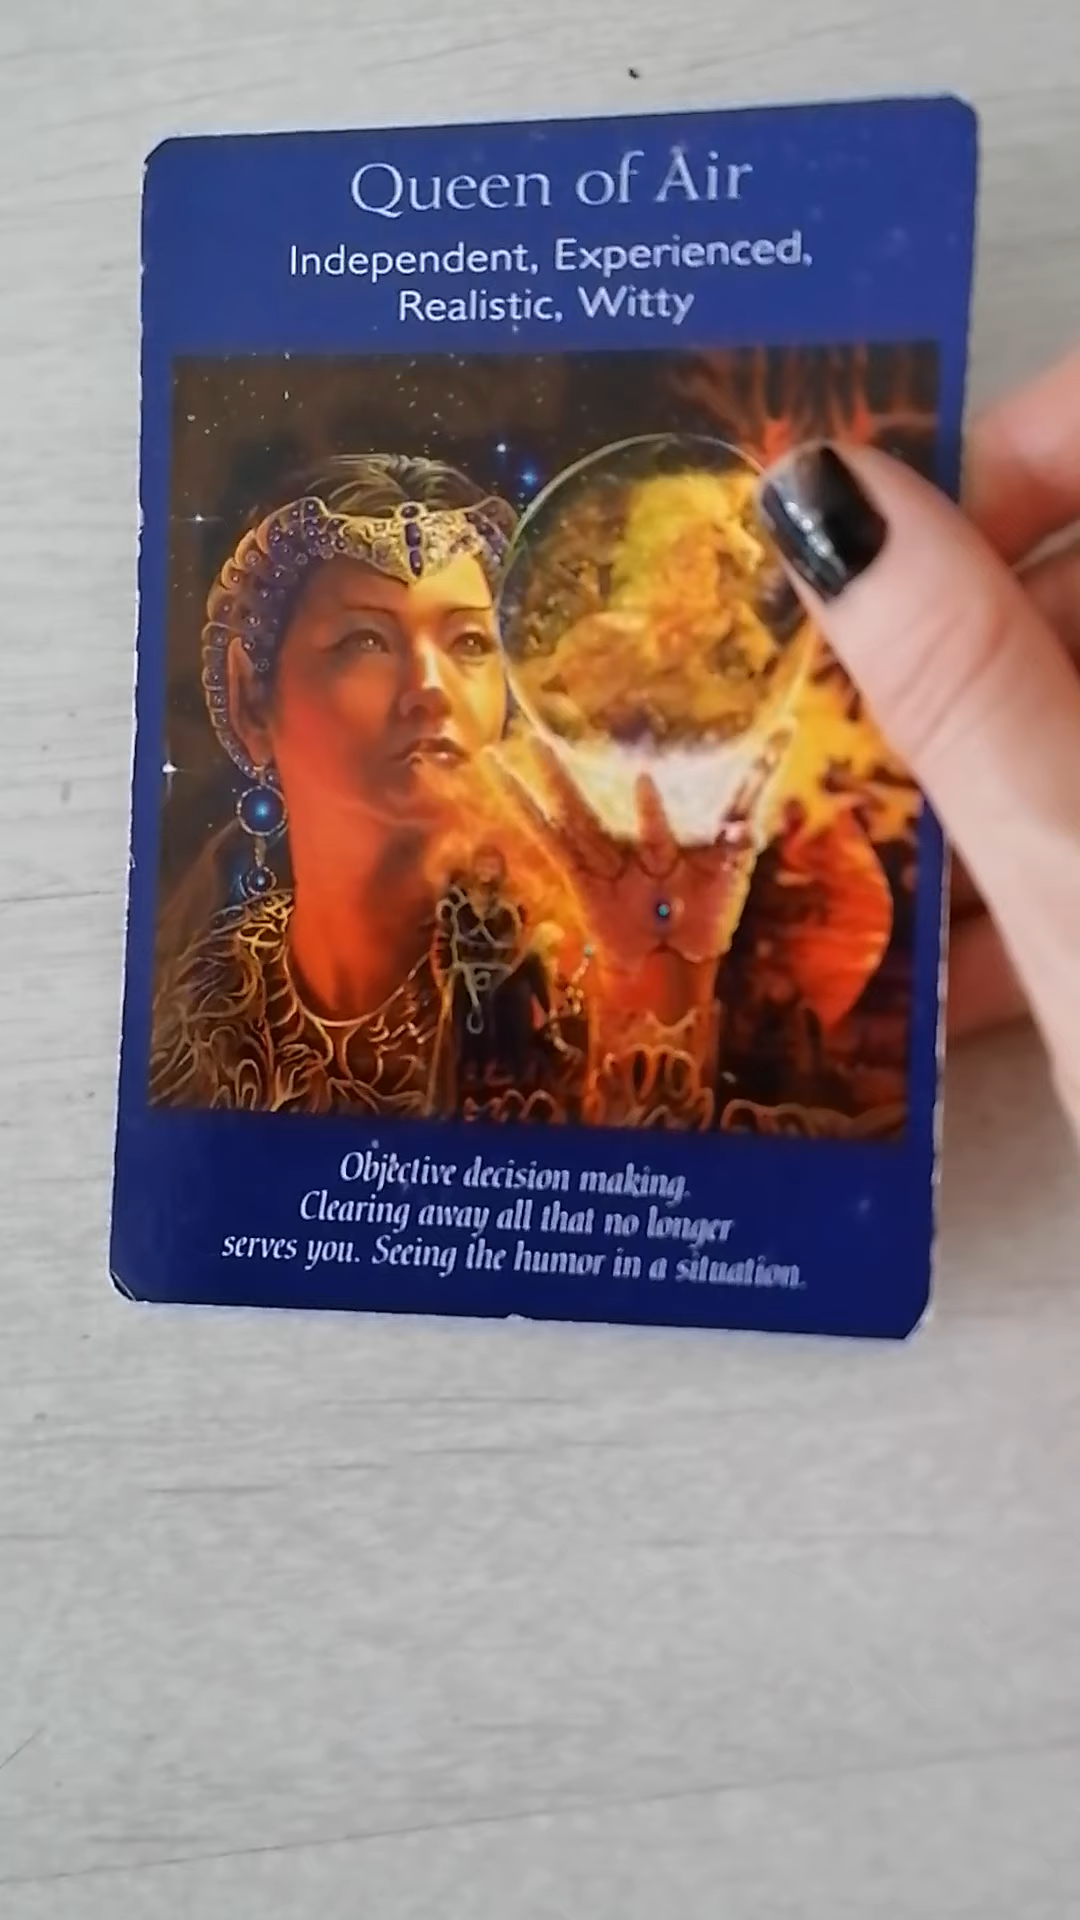 Queen of Air
Independent, Experienced,
Realistic, Witty
Objective decision making.
Clearing away all that no longer
serves you. Seeing the humor in a situation.